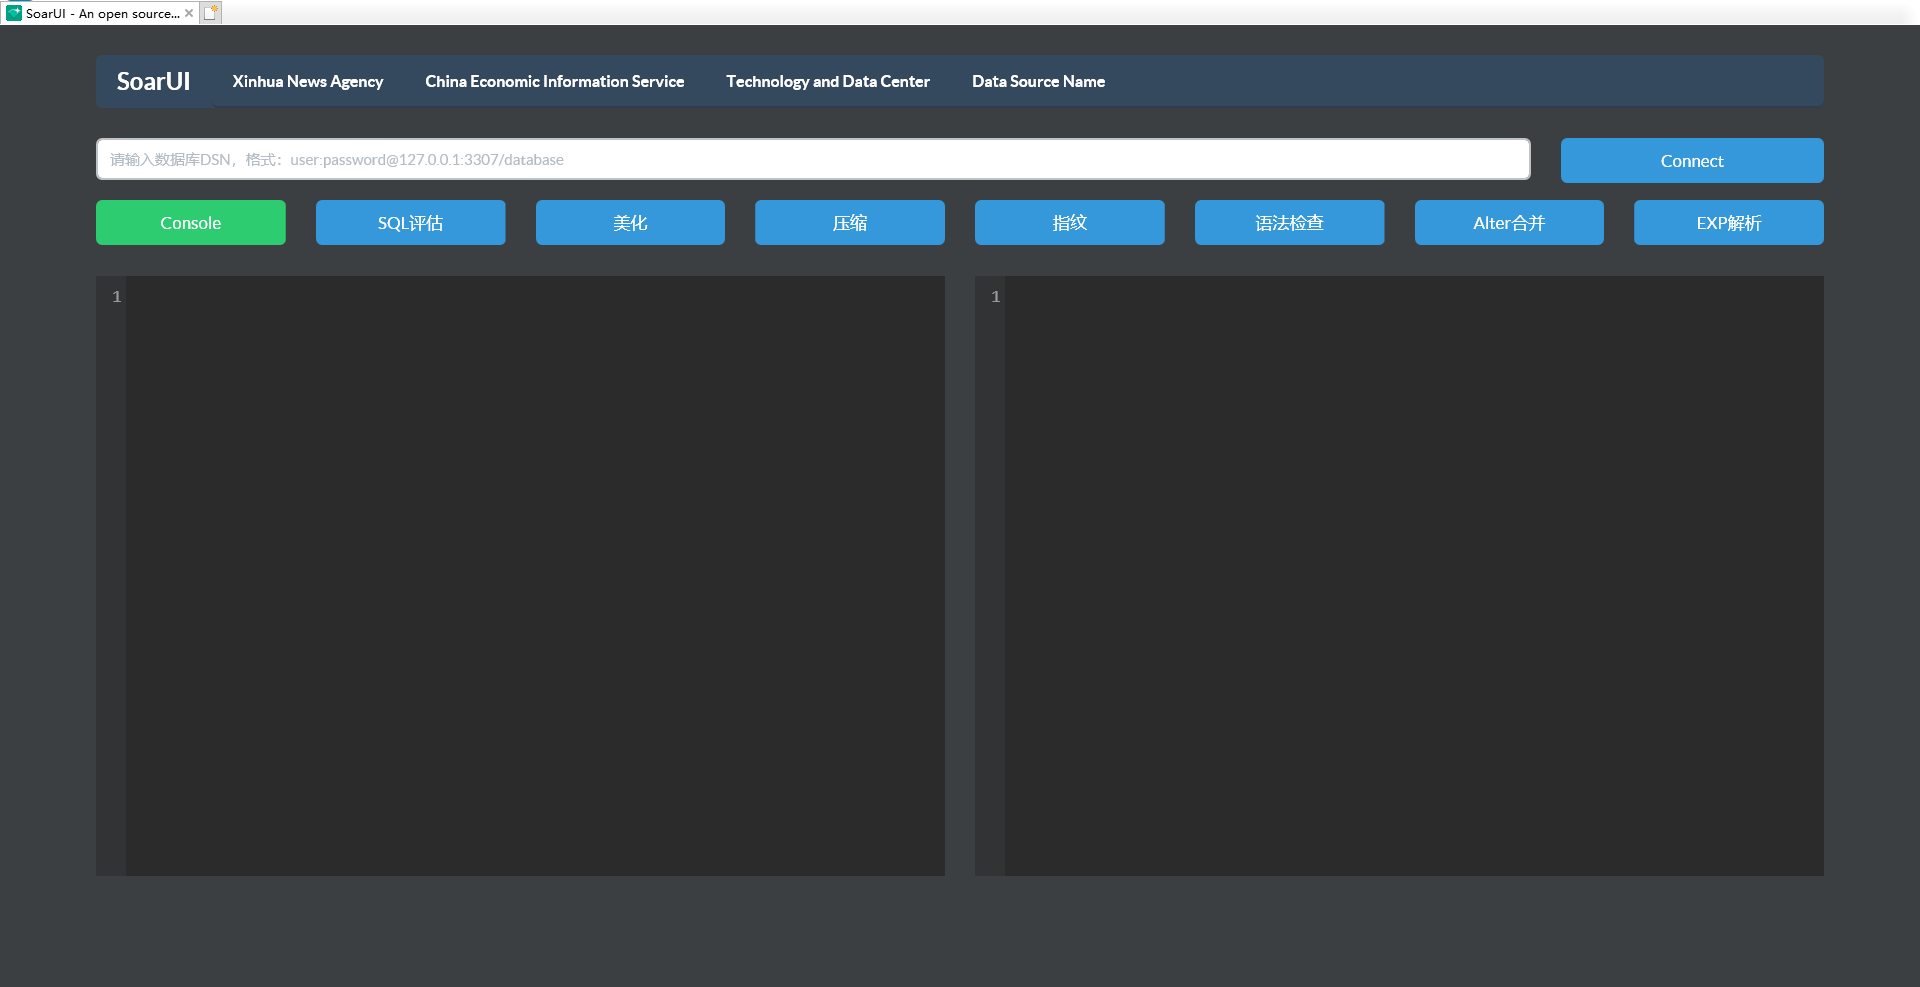 SoarUI - An open source...
SoarUI Xinhua News Agency China Economic Information Service Technology and Data Center Data Source Name
请输入数据库DSN，格式：user:password@127.0.0.1:3307/database Connect
Console SQL评估 美化 压缩 指纹 语法检查 Alter合并 EXP解析
1 1